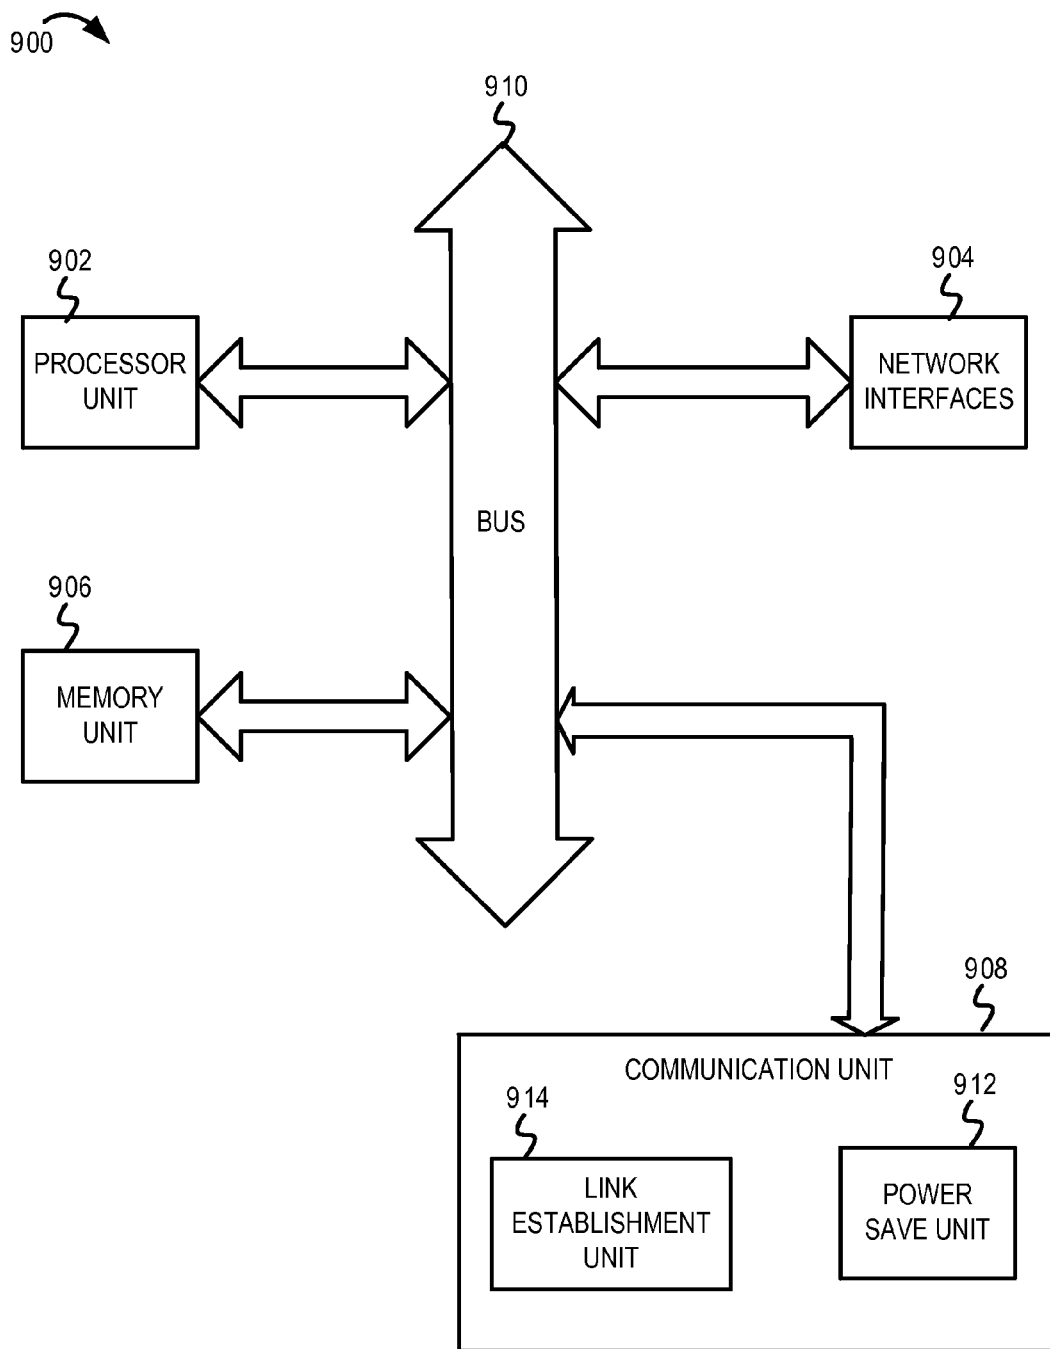 900
910
902
904
PROCESSOR
UNIT
NETWORK
INTERFACES
BUS
906
MEMORY
UNIT
908
COMMUNICATION UNIT
914
912
LINK
ESTABLISHMENT
UNIT
POWER
SAVE UNIT